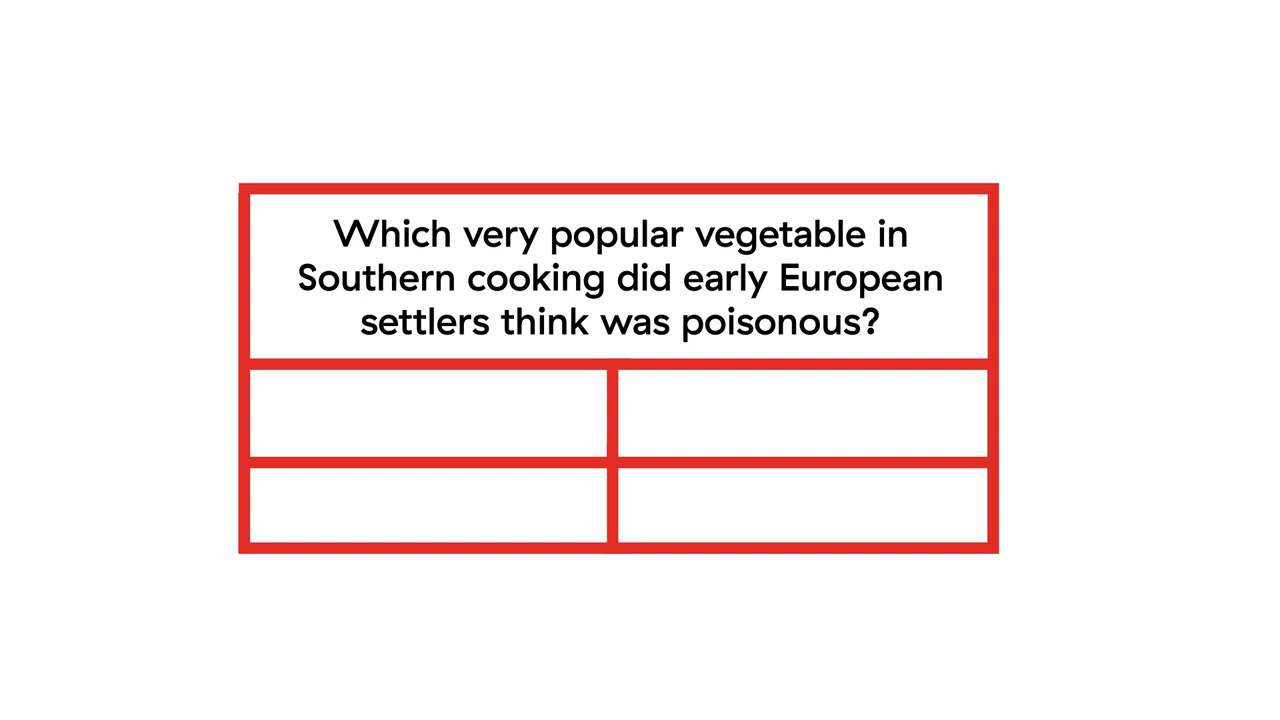 Which very popular vegetable in
Southern cooking did early European
settlers think was poisonous?